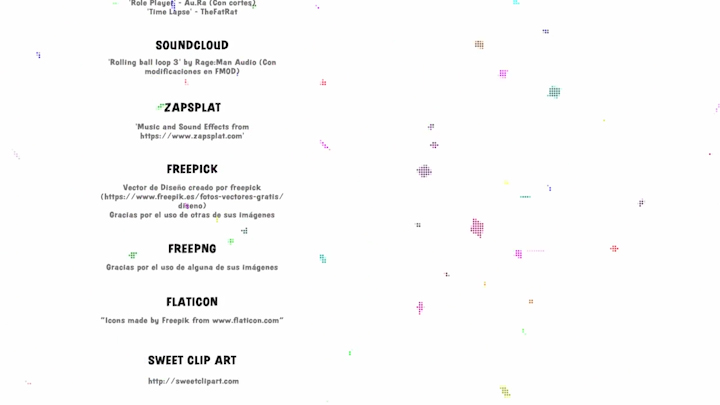 'Role Player - Au.Ra (Con cortes)
'Time Lapse' - TheFatRat
SOUNDCLOUD
'Rolling ball loop 3' by Rage:Man Audio (Con
modificaciones en FMOD)
ZAPSPLAT
'Music and Sound Effects from
https://www.zapsplat.com'
FREEPICK
Vector de Diseño creado por freepick
(https://www.freepik.es/fotos-vectores-gratis/
diseno)
Gracias por el uso de otras de sus imágenes
FREEPNG
Gracias por el uso de alguna de sus imágenes
FLATICON
"Icons made by Freepik from www.flaticon.com"
SWEET CLIP ART
http://sweetclipart.com